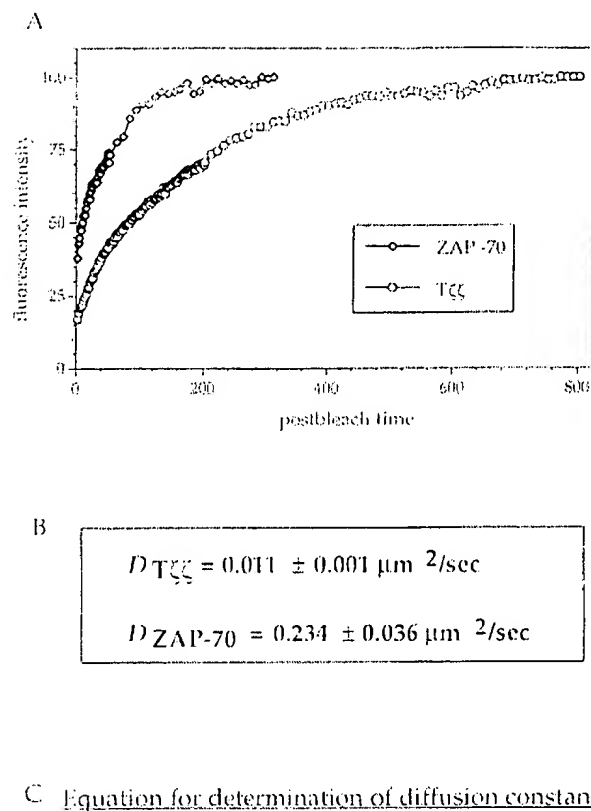 A
100
75
50
25
0
fluorescence intensity
ZAP-70
Tζζ
0 200 400 600 800
postbleach time
B
D Tζζ = 0.011 ± 0.001 µm 2/sec
D ZAP-70 = 0.234 ± 0.036 µm 2/sec
C Equation for determination of diffusion constan